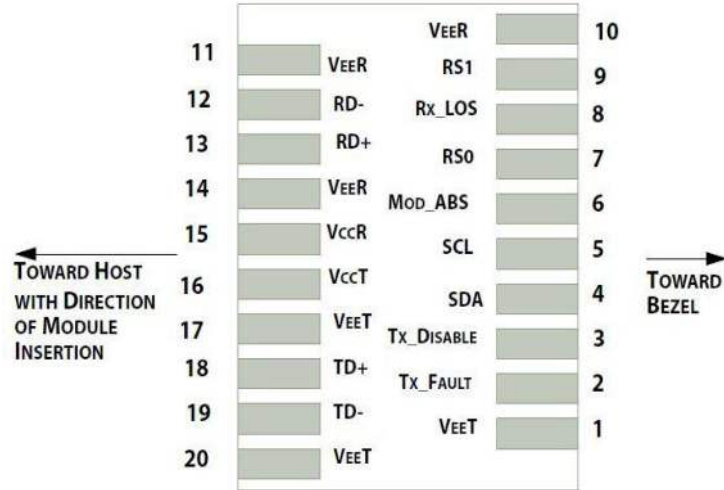 11 VEER
12 RD-
13 RD+
14 VEER
15 VCCR
16 VCCT
17 VEET
18 TD+
19 TD-
20 VEET
VEER 10
RS1 9
RX_LOS 8
RS0 7
MOD_ABS 6
SCL 5
SDA 4
TX_DISABLE 3
TX_FAULT 2
VEET 1
TOWARD HOST
WITH DIRECTION
OF MODULE
INSERTION
TOWARD
BEZEL